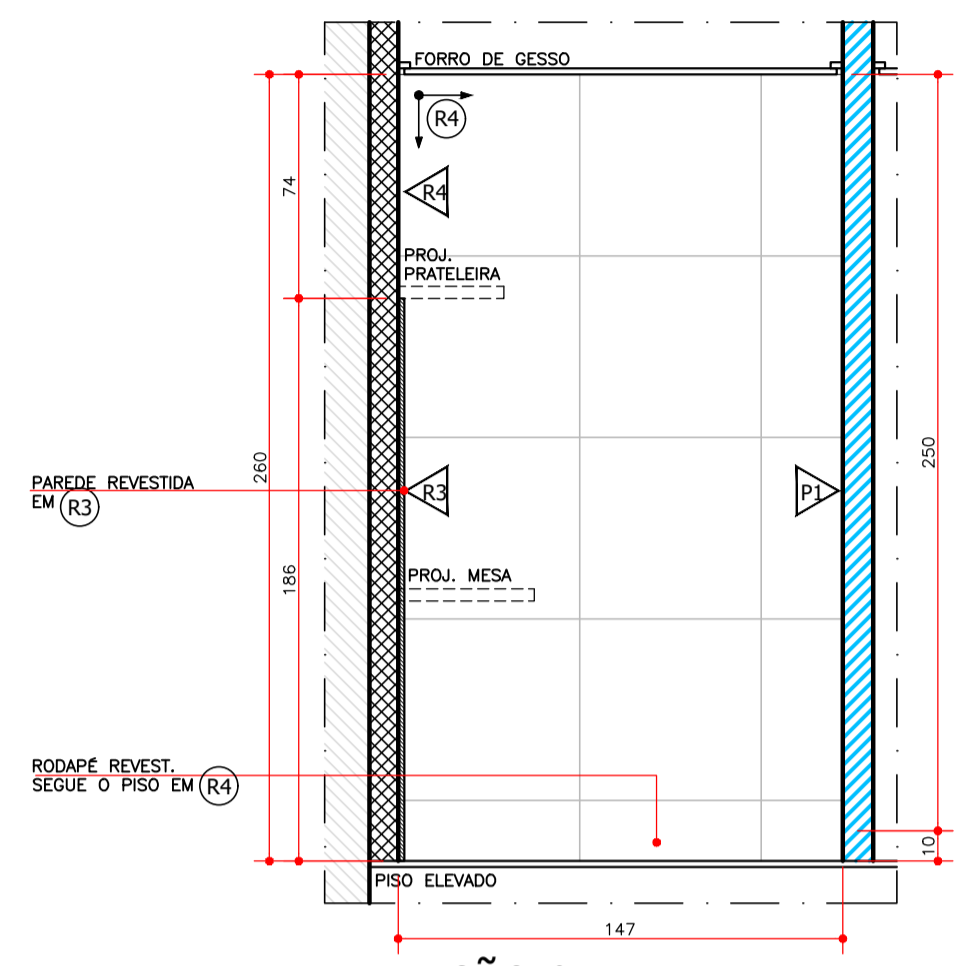 FORRO DE GESSO
R4
74
R4
PROJ.
PRATELEIRA
260
250
PAREDE REVESTIDA
EM R3
R3
P1
186
PROJ. MESA
RODAPÉ REVEST.
SEGUE O PISO EM R4
10
PISO ELEVADO
147